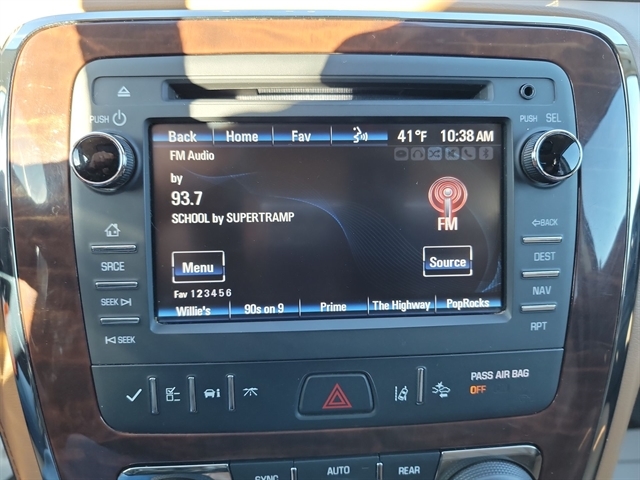 PUSH
PUSH SEL
Back Home Fav 41°F 10:38 AM
FM Audio
by
93.7
SCHOOL by SUPERTRAMP
FM
Menu
Source
Fav 1 2 3 4 5 6
Willie's 90s on 9 Prime The Highway PopRocks
SRCE
SEEK
SEEK
BACK
DEST
NAV
RPT
PASS AIR BAG
OFF
SYNC AUTO REAR